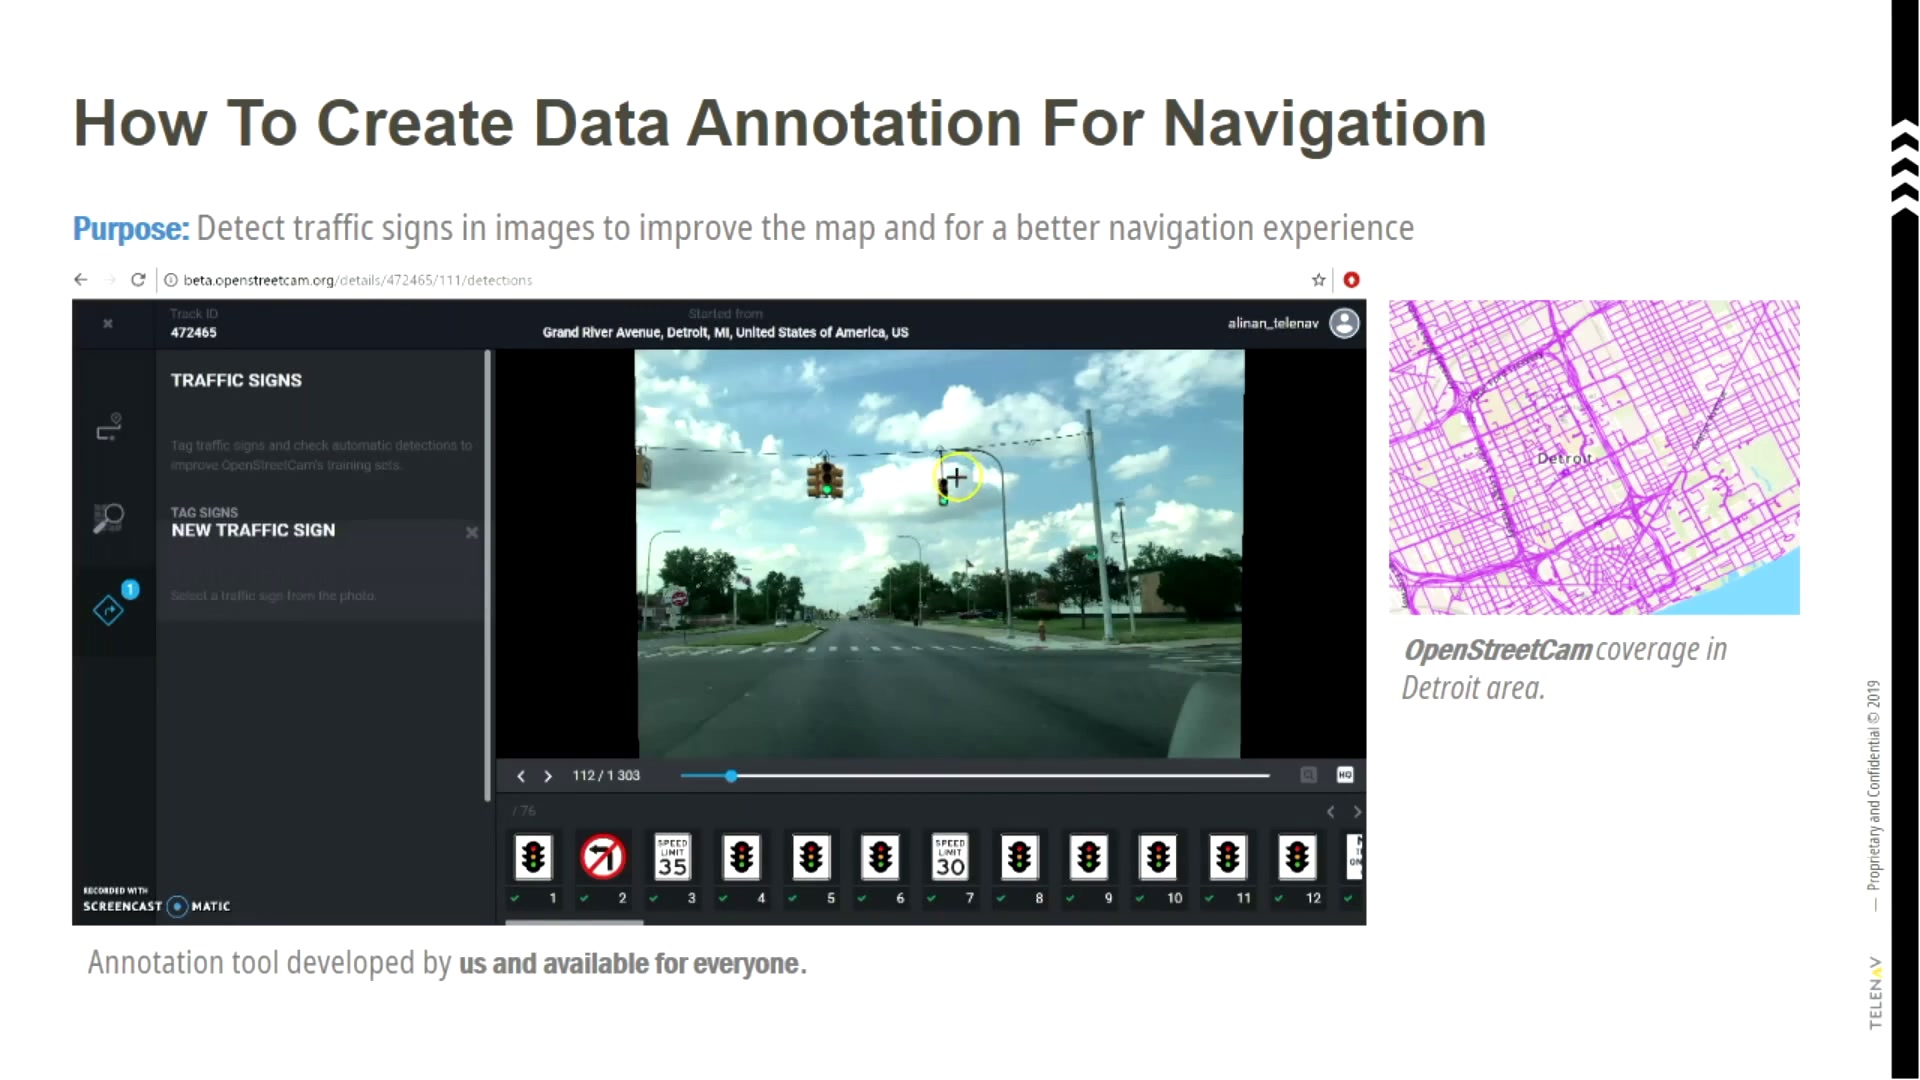 How To Create Data Annotation For Navigation
Purpose: Detect traffic signs in images to improve the map and for a better navigation experience
beta.openstreetcam.org/details/472465/111/detections
Track ID
472465
Started from
Grand River Avenue, Detroit, MI, United States of America, US
alinan_telenav
TRAFFIC SIGNS
Tag traffic signs and check automatic detections to
improve OpenStreetCam's training sets.
TAG SIGNS
NEW TRAFFIC SIGN
1
Select a traffic sign from the photo.
112 / 1 303
HQ
/ 76
SPEED LIMIT 35
SPEED LIMIT 30
1 2 3 4 5 6 7 8 9 10 11 12
RECORDED WITH
SCREENCAST MATIC
Detroit
OpenStreetCam coverage in
Detroit area.
Annotation tool developed by us and available for everyone.
— Proprietary and Confidential © 2019
TELENAV